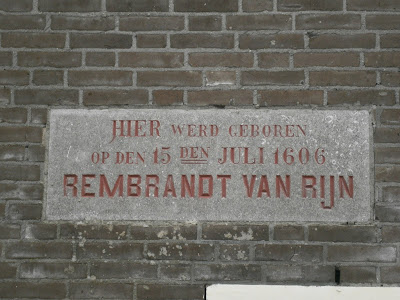 HIER WERD GEBOREN
OP DEN 15 DEN JULI 1606
REMBRANDT VAN RIJN